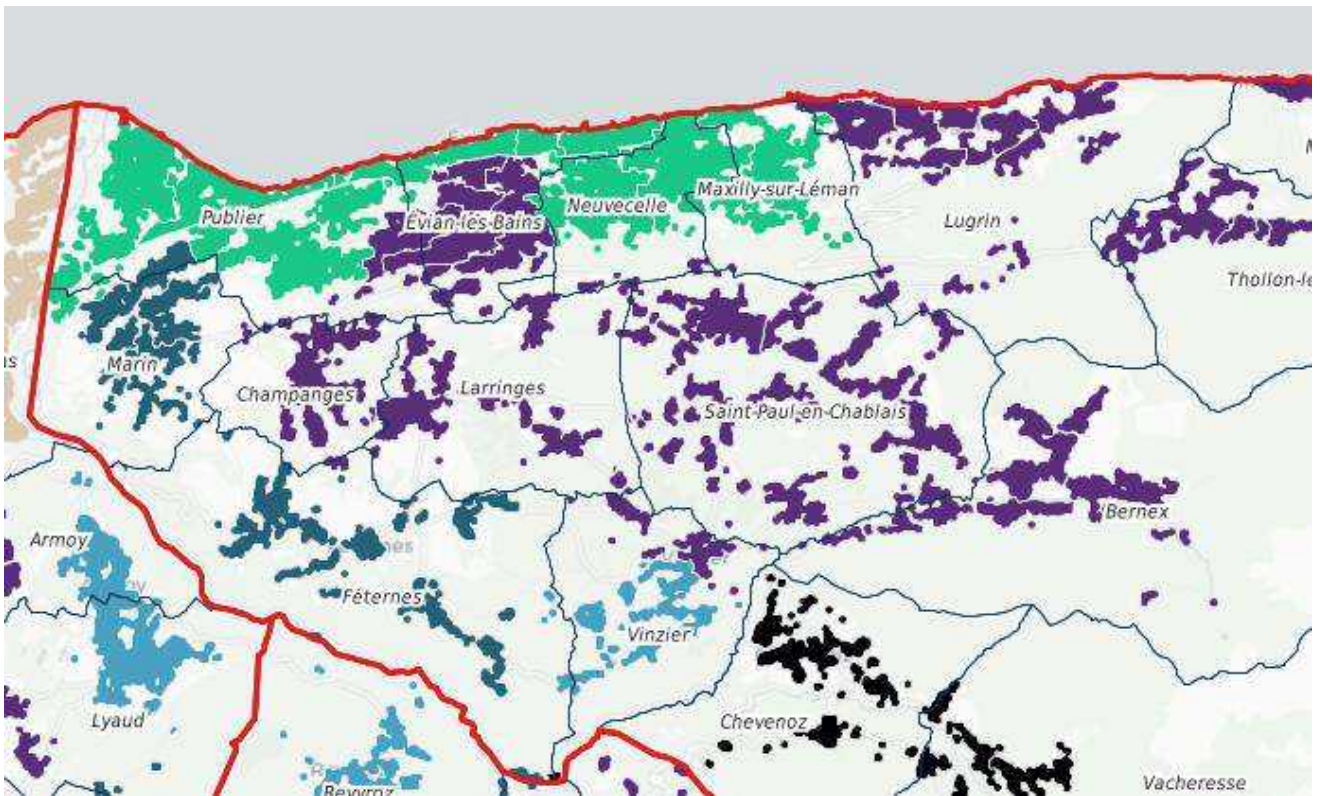 Publier
Évian-les-Bains
Neuvecelle
Maxilly-sur-Léman
Lugrin
Thollon-le
Marin
Champanges
Larringes
Saint-Paul-en-Chablais
Bernex
Armoy
Féternes
Vinzier
Lyaud
Chevenoz
Vacheresse
Reyvroz